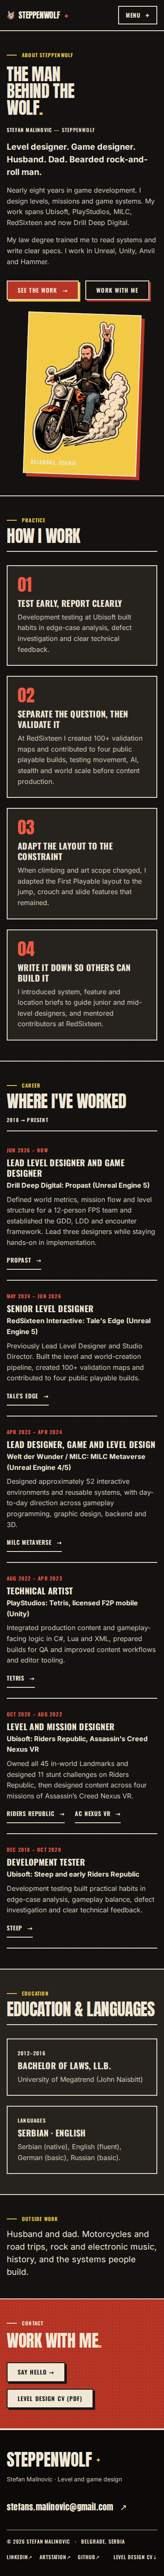 STEPPENWOLF
MENU +
ABOUT STEPPENWOLF
THE MAN
BEHIND THE
WOLF.
STEFAN MALINOVIC — STEPPENWOLF
Level designer. Game designer.
Husband. Dad. Bearded rock-and-
roll man.
Nearly eight years in game development. I
design levels, missions and game systems. My
work spans Ubisoft, PlayStudios, MILC,
RedSixteen and now Drill Deep Digital.
My law degree trained me to read systems and
write clear specs. I work in Unreal, Unity, Anvil
and Hammer.
SEE THE WORK →
WORK WITH ME
BELGRADE, SERBIA
PRACTICE
HOW I WORK
01
TEST EARLY, REPORT CLEARLY
Development testing at Ubisoft built
habits in edge-case analysis, defect
investigation and clear technical
feedback.
02
SEPARATE THE QUESTION, THEN
VALIDATE IT
At RedSixteen I created 100+ validation
maps and contributed to four public
playable builds, testing movement, AI,
stealth and world scale before content
production.
03
ADAPT THE LAYOUT TO THE
CONSTRAINT
When climbing and art scope changed, I
adapted the First Playable layout to the
jump, crouch and slide features that
remained.
04
WRITE IT DOWN SO OTHERS CAN
BUILD IT
I introduced system, feature and
location briefs to guide junior and mid-
level designers, and mentored
contributors at RedSixteen.
CAREER
WHERE I'VE WORKED
2018 — PRESENT
JUN 2026 — NOW
LEAD LEVEL DESIGNER AND GAME
DESIGNER
Drill Deep Digital: Propast (Unreal Engine 5)
Defined world metrics, mission flow and level
structure for a 12-person FPS team and
established the GDD, LDD and encounter
framework. Lead three designers while staying
hands-on in implementation.
PROPAST →
MAY 2024 — JUN 2026
SENIOR LEVEL DESIGNER
RedSixteen Interactive: Tale's Edge (Unreal
Engine 5)
Previously Lead Level Designer and Studio
Director. Built the level and world-creation
pipeline, created 100+ validation maps and
contributed to four public playable builds.
TALE'S EDGE →
APR 2023 — APR 2024
LEAD DESIGNER, GAME AND LEVEL DESIGN
Welt der Wunder / MILC: MILC Metaverse
(Unreal Engine 4/5)
Designed approximately 52 interactive
environments and reusable systems, with day-
to-day direction across gameplay
programming, graphic design, backend and
3D.
MILC METAVERSE →
AUG 2022 — APR 2023
TECHNICAL ARTIST
PlayStudios: Tetris, licensed F2P mobile
(Unity)
Integrated production content and gameplay-
facing logic in C#, Lua and XML, prepared
builds for QA and improved content workflows
and editor tooling.
TETRIS →
OCT 2020 — AUG 2022
LEVEL AND MISSION DESIGNER
Ubisoft: Riders Republic, Assassin's Creed
Nexus VR
Owned all 45 in-world Landmarks and
designed 11 stunt challenges on Riders
Republic, then designed content across four
missions of Assassin's Creed Nexus VR.
RIDERS REPUBLIC →
AC NEXUS VR →
DEC 2018 — OCT 2020
DEVELOPMENT TESTER
Ubisoft: Steep and early Riders Republic
Development testing built practical habits in
edge-case analysis, gameplay balance, defect
investigation and clear technical feedback.
STEEP →
EDUCATION
EDUCATION & LANGUAGES
2012–2016
BACHELOR OF LAWS, LL.B.
University of Megatrend (John Naisbitt)
LANGUAGES
SERBIAN · ENGLISH
Serbian (native), English (fluent),
German (basic), Russian (basic).
OUTSIDE WORK
Husband and dad. Motorcycles and
road trips, rock and electronic music,
history, and the systems people
build.
CONTACT
WORK WITH ME.
SAY HELLO →
LEVEL DESIGN CV (PDF)
STEPPENWOLF
Stefan Malinovic · Level and game design
stefans.malinovic@gmail.com ↗
© 2026 STEFAN MALINOVIC · BELGRADE, SERBIA
LINKEDIN↗ ARTSTATION↗ GITHUB↗ LEVEL DESIGN CV↓